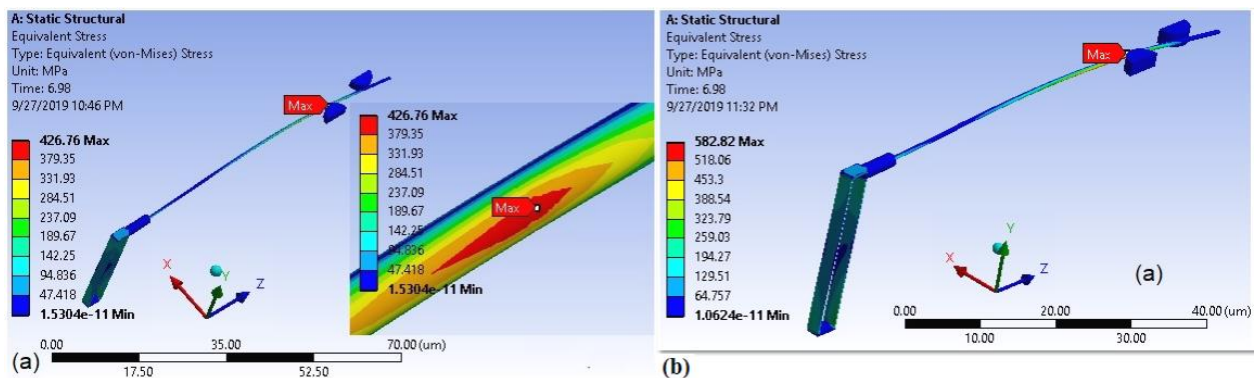 A: Static Structural
Equivalent Stress
Type: Equivalent (von-Mises) Stress
Unit: MPa
Time: 6.98
9/27/2019 10:46 PM
Max
426.76 Max
379.35
331.93
284.51
237.09
189.67
142.25
94.836
47.418
1.5304e-11 Min
426.76 Max
379.35
331.93
284.51
237.09
189.67
142.25
94.836
47.418
1.5304e-11 Min
Max
X
Y
Z
0.00
35.00
70.00 (um)
17.50
52.50
(a)
A: Static Structural
Equivalent Stress
Type: Equivalent (von-Mises) Stress
Unit: MPa
Time: 6.98
9/27/2019 11:32 PM
Max
582.82 Max
518.06
453.3
388.54
323.79
259.03
194.27
129.51
64.757
1.0624e-11 Min
X
Y
Z
(a)
0.00
20.00
40.00 (um)
10.00
30.00
(b)